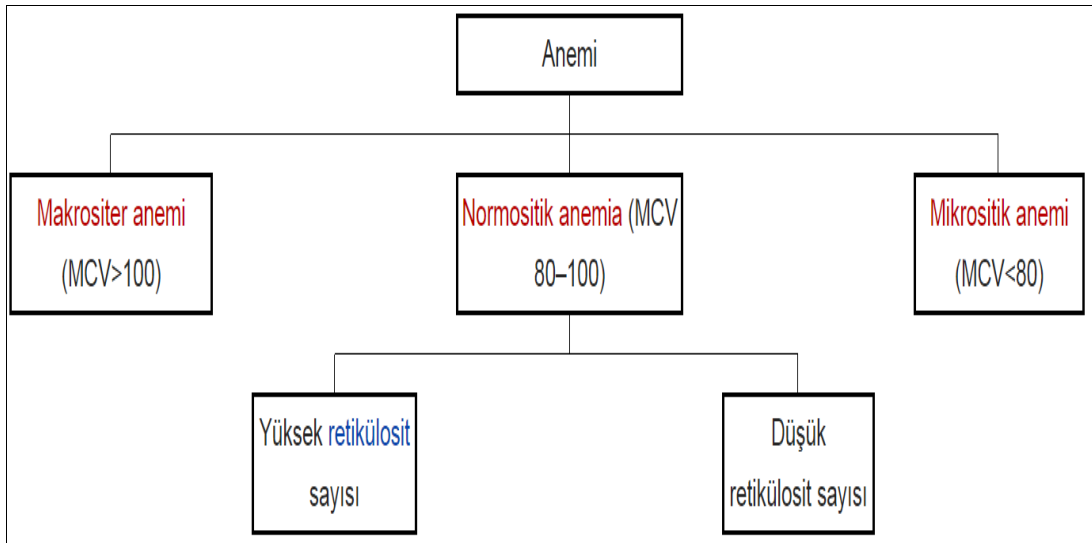 Anemi
Makrositer anemi
(MCV>100)
Normositik anemia (MCV
80–100)
Mikrositik anemi
(MCV<80)
Yüksek retikülosit
sayısı
Düşük
retikülosit sayısı